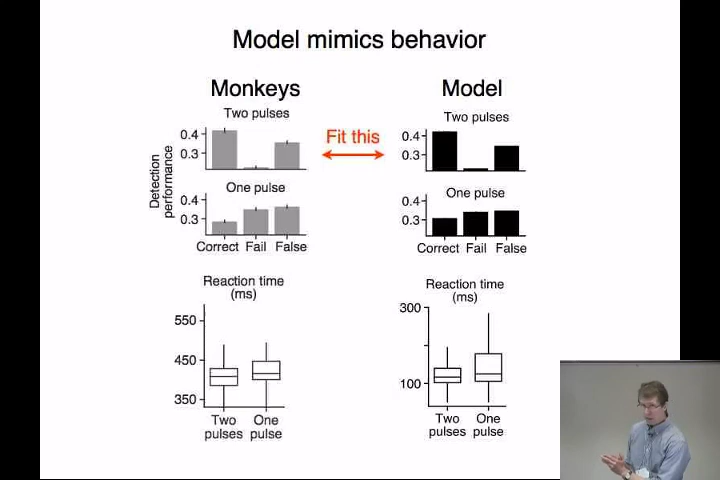 Model mimics behavior
Monkeys
Model
Two pulses
Two pulses
Fit this
0.4
0.3
0.4
0.3
Detection
performance
One pulse
One pulse
0.4
0.3
0.4
0.3
Correct Fail False
Correct Fail False
Reaction time
(ms)
Reaction time
(ms)
550
450
350
300
100
Two
pulses
One
pulse
Two
pulses
One
pulse